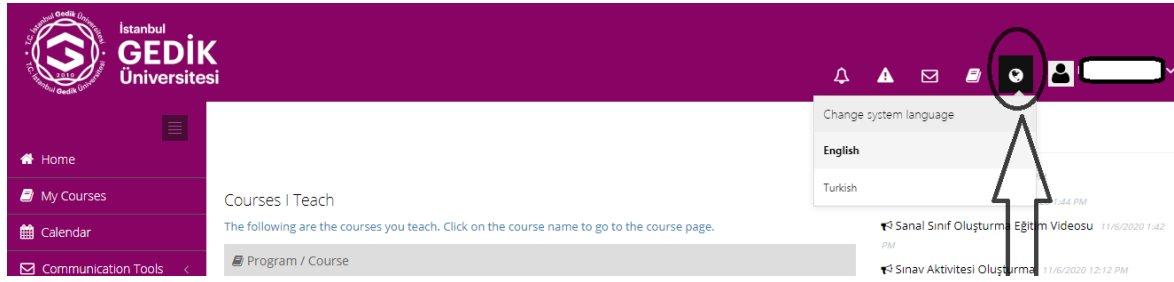 İstanbul
GEDİK
Üniversitesi
T.C. İstanbul Gedik Üniversitesi
2010
Change system language
English
Turkish
Home
My Courses
Calendar
Communication Tools
Courses I Teach
The following are the courses you teach. Click on the course name to go to the course page.
Program / Course
1:44 PM
Sanal Sınıf Oluşturma Eğitim Videosu 11/6/2020 1:42
PM
Sınav Aktivitesi Oluşturma 11/6/2020 12:12 PM